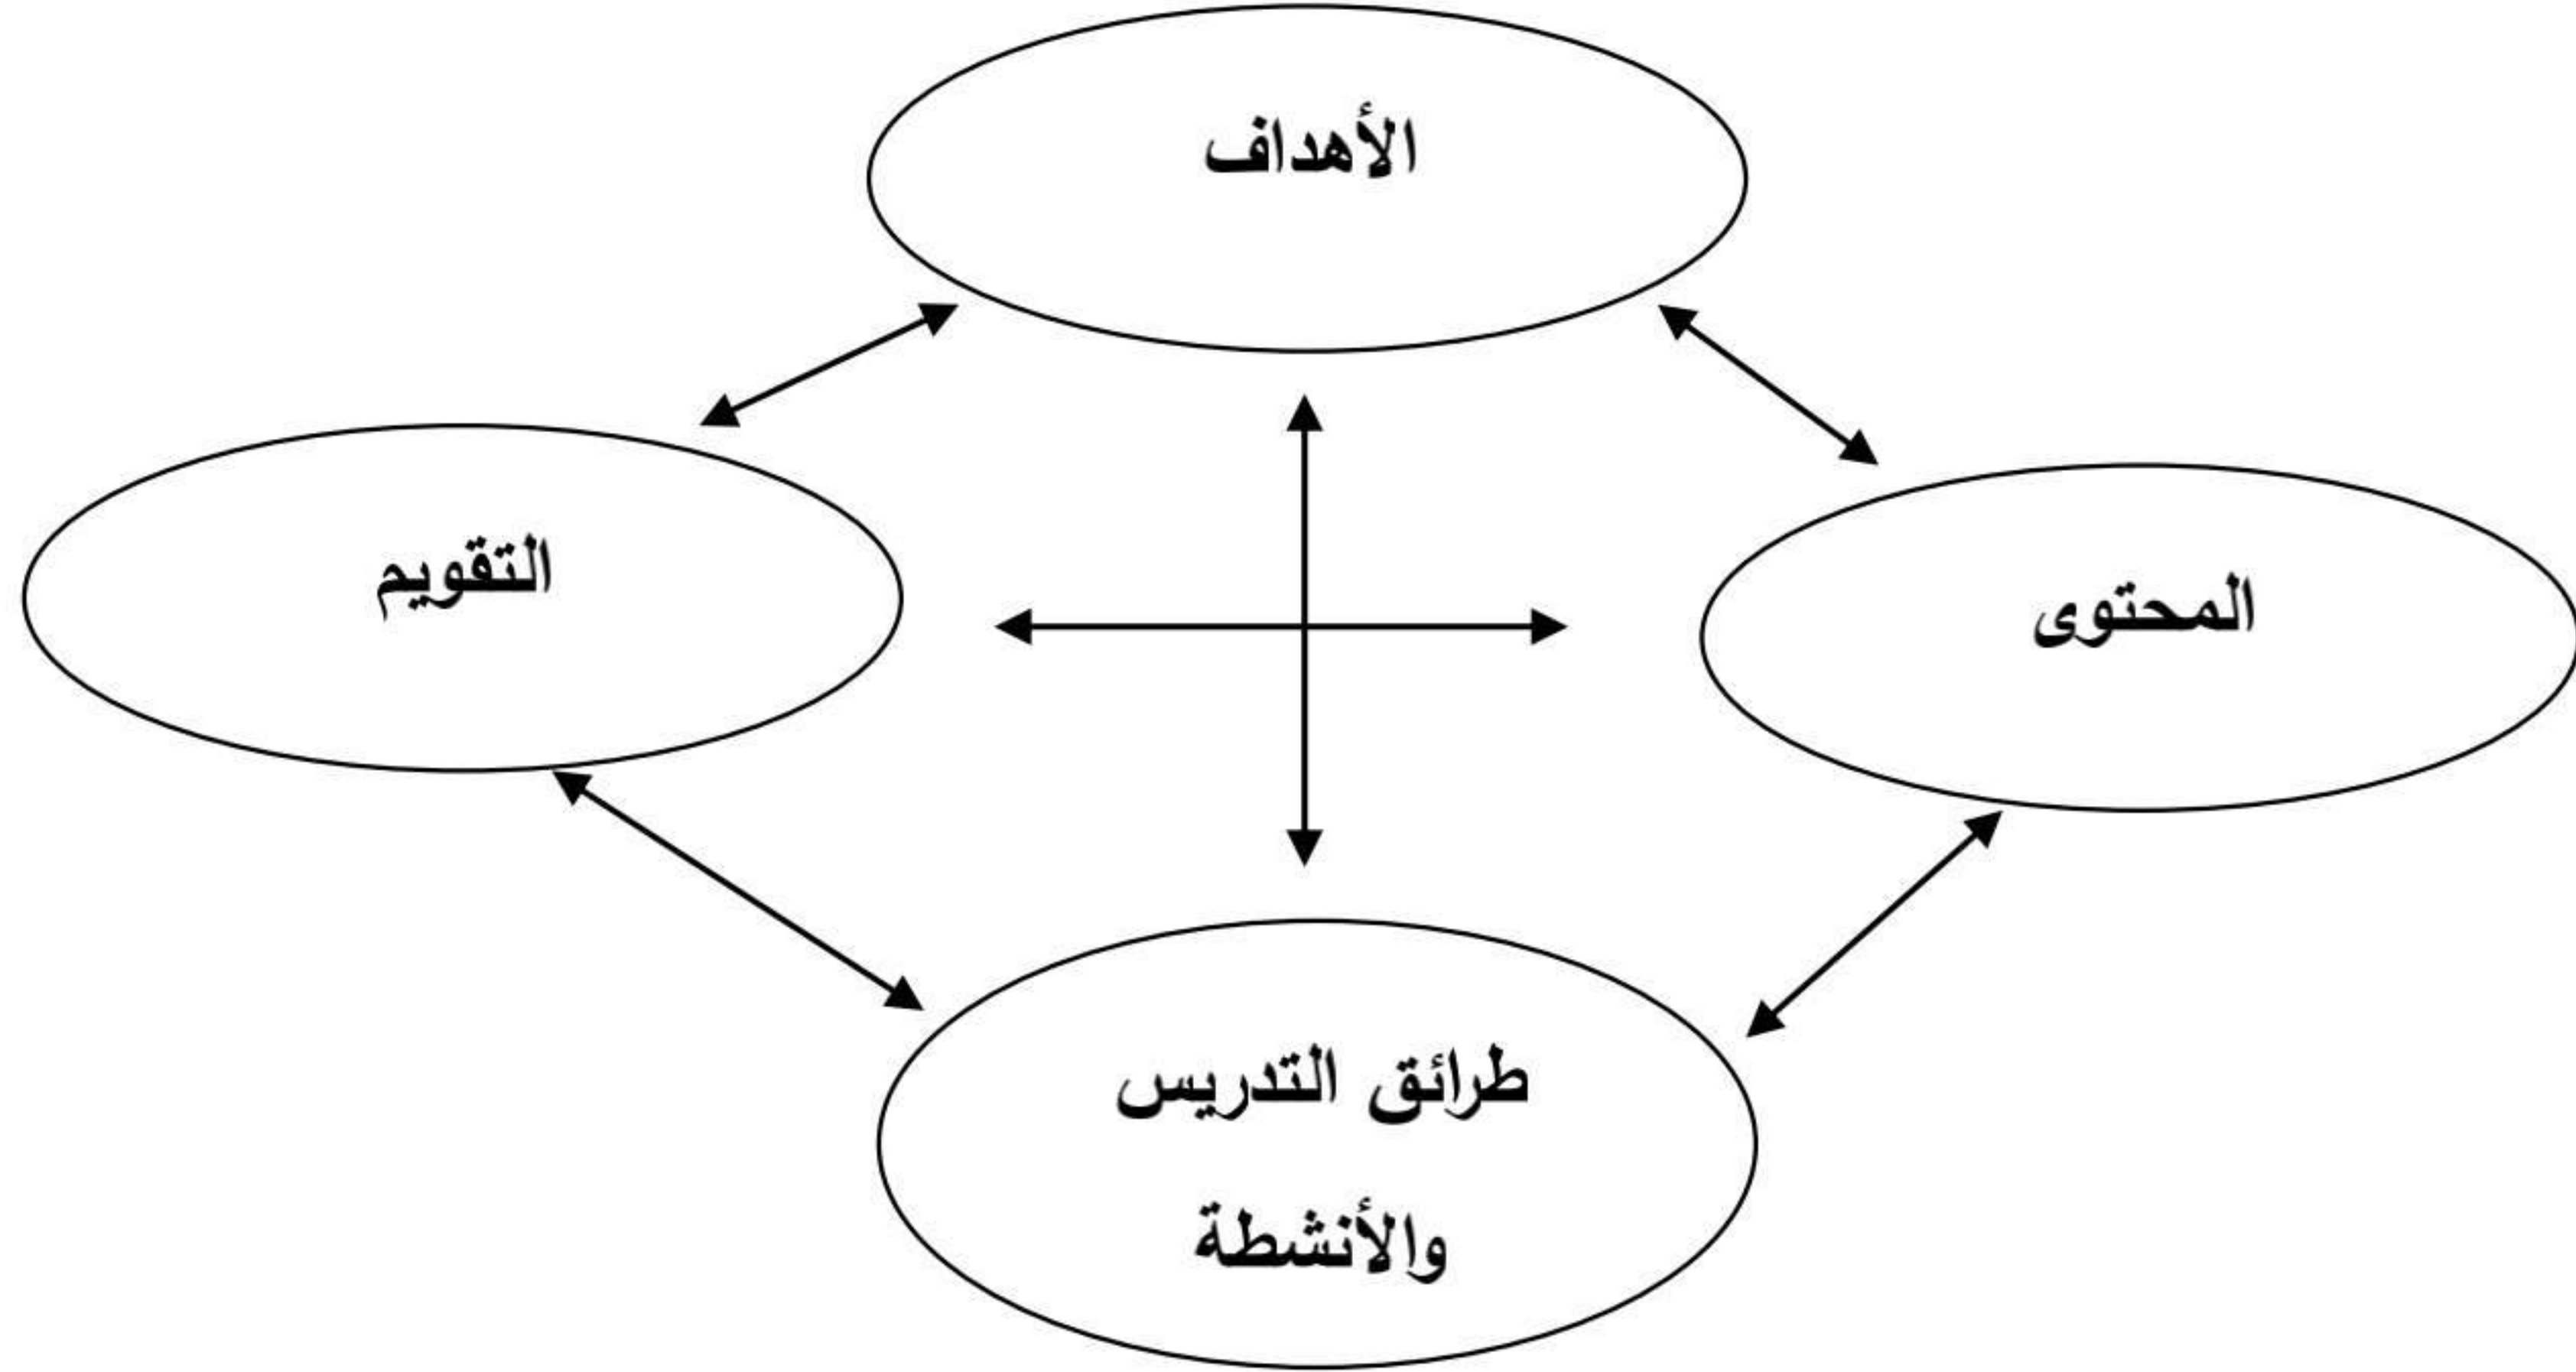 الأهداف
التقويم
المحتوى
طرائق التدريس
والأنشطة